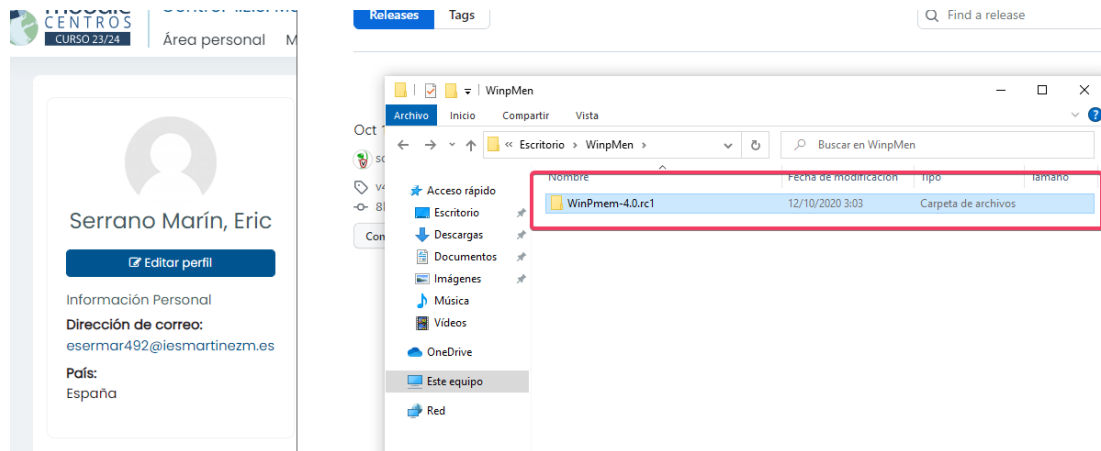 CENTROS
CURSO 23/24
Área personal
Serrano Marín, Eric
Editar perfil
Información Personal
Dirección de correo:
esermar492@iesmartinezm.es
País:
España
Releases
Tags
Find a release
Oct
WinpMen
Archivo
Inicio
Compartir
Vista
« Escritorio › WinpMen ›
Buscar en WinpMen
Nombre
Fecha de modificación
Tipo
Tamaño
WinPmem-4.0.rc1
12/10/2020 3:03
Carpeta de archivos
Acceso rápido
Escritorio
Descargas
Documentos
Imágenes
Música
Vídeos
OneDrive
Este equipo
Red